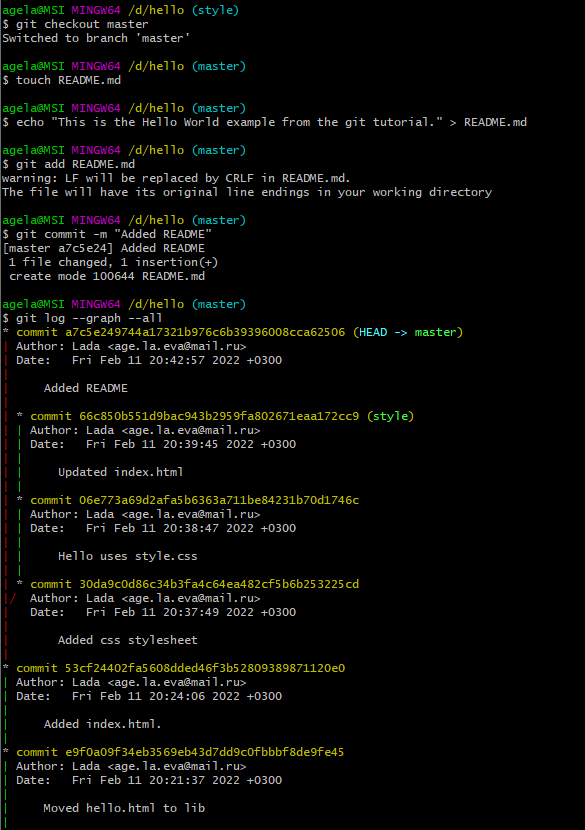 agela@MSI MINGW64 /d/hello (style)
$ git checkout master
Switched to branch 'master'

agela@MSI MINGW64 /d/hello (master)
$ touch README.md

agela@MSI MINGW64 /d/hello (master)
$ echo "This is the Hello World example from the git tutorial." > README.md

agela@MSI MINGW64 /d/hello (master)
$ git add README.md
warning: LF will be replaced by CRLF in README.md.
The file will have its original line endings in your working directory

agela@MSI MINGW64 /d/hello (master)
$ git commit -m "Added README"
[master a7c5e24] Added README
 1 file changed, 1 insertion(+)
 create mode 100644 README.md

agela@MSI MINGW64 /d/hello (master)
$ git log --graph --all
* commit a7c5e249744a17321b976c6b39396008cca62506 (HEAD -> master)
| Author: Lada <age.la.eva@mail.ru>
| Date:   Fri Feb 11 20:42:57 2022 +0300
|
|     Added README
|
| * commit 66c850b551d9bac943b2959fa802671eaa172cc9 (style)
| | Author: Lada <age.la.eva@mail.ru>
| | Date:   Fri Feb 11 20:39:45 2022 +0300
| |
| |     Updated index.html
| |
| * commit 06e773a69d2afa5b6363a711be84231b70d1746c
| | Author: Lada <age.la.eva@mail.ru>
| | Date:   Fri Feb 11 20:38:47 2022 +0300
| |
| |     Hello uses style.css
| |
| * commit 30da9c0d86c34b3fa4c64ea482cf5b6b253225cd
|/  Author: Lada <age.la.eva@mail.ru>
|   Date:   Fri Feb 11 20:37:49 2022 +0300
|
|       Added css stylesheet
|
* commit 53cf24402fa5608dded46f3b52809389871120e0
| Author: Lada <age.la.eva@mail.ru>
| Date:   Fri Feb 11 20:24:06 2022 +0300
|
|     Added index.html.
|
* commit e9f0a09f34eb3569eb43d7dd9c0fbbbf8de9fe45
| Author: Lada <age.la.eva@mail.ru>
| Date:   Fri Feb 11 20:21:37 2022 +0300
|
|     Moved hello.html to lib
|